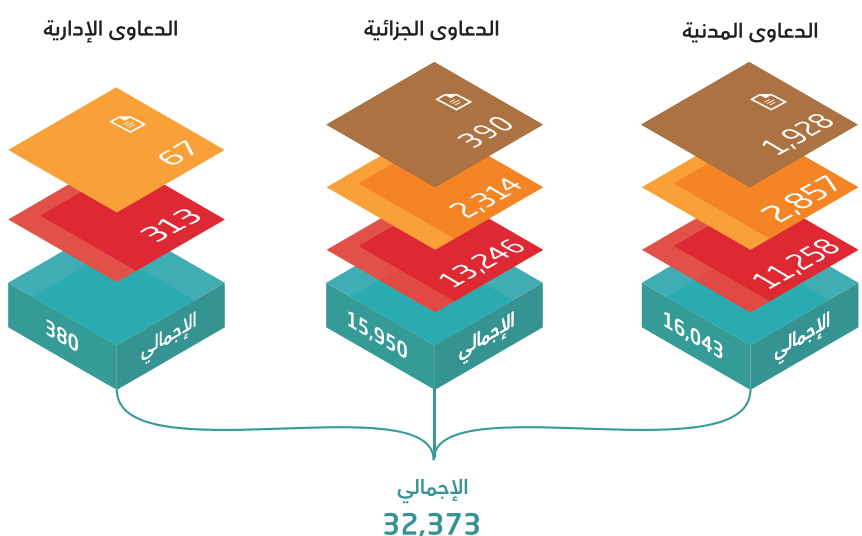 الدعاوى المدنية
1,928
2,857
11,258
الإجمالي
16,043
الدعاوى الجزائية
390
2,314
13,246
الإجمالي
15,950
الدعاوى الإدارية
67
313
الإجمالي
380
الإجمالي
32,373